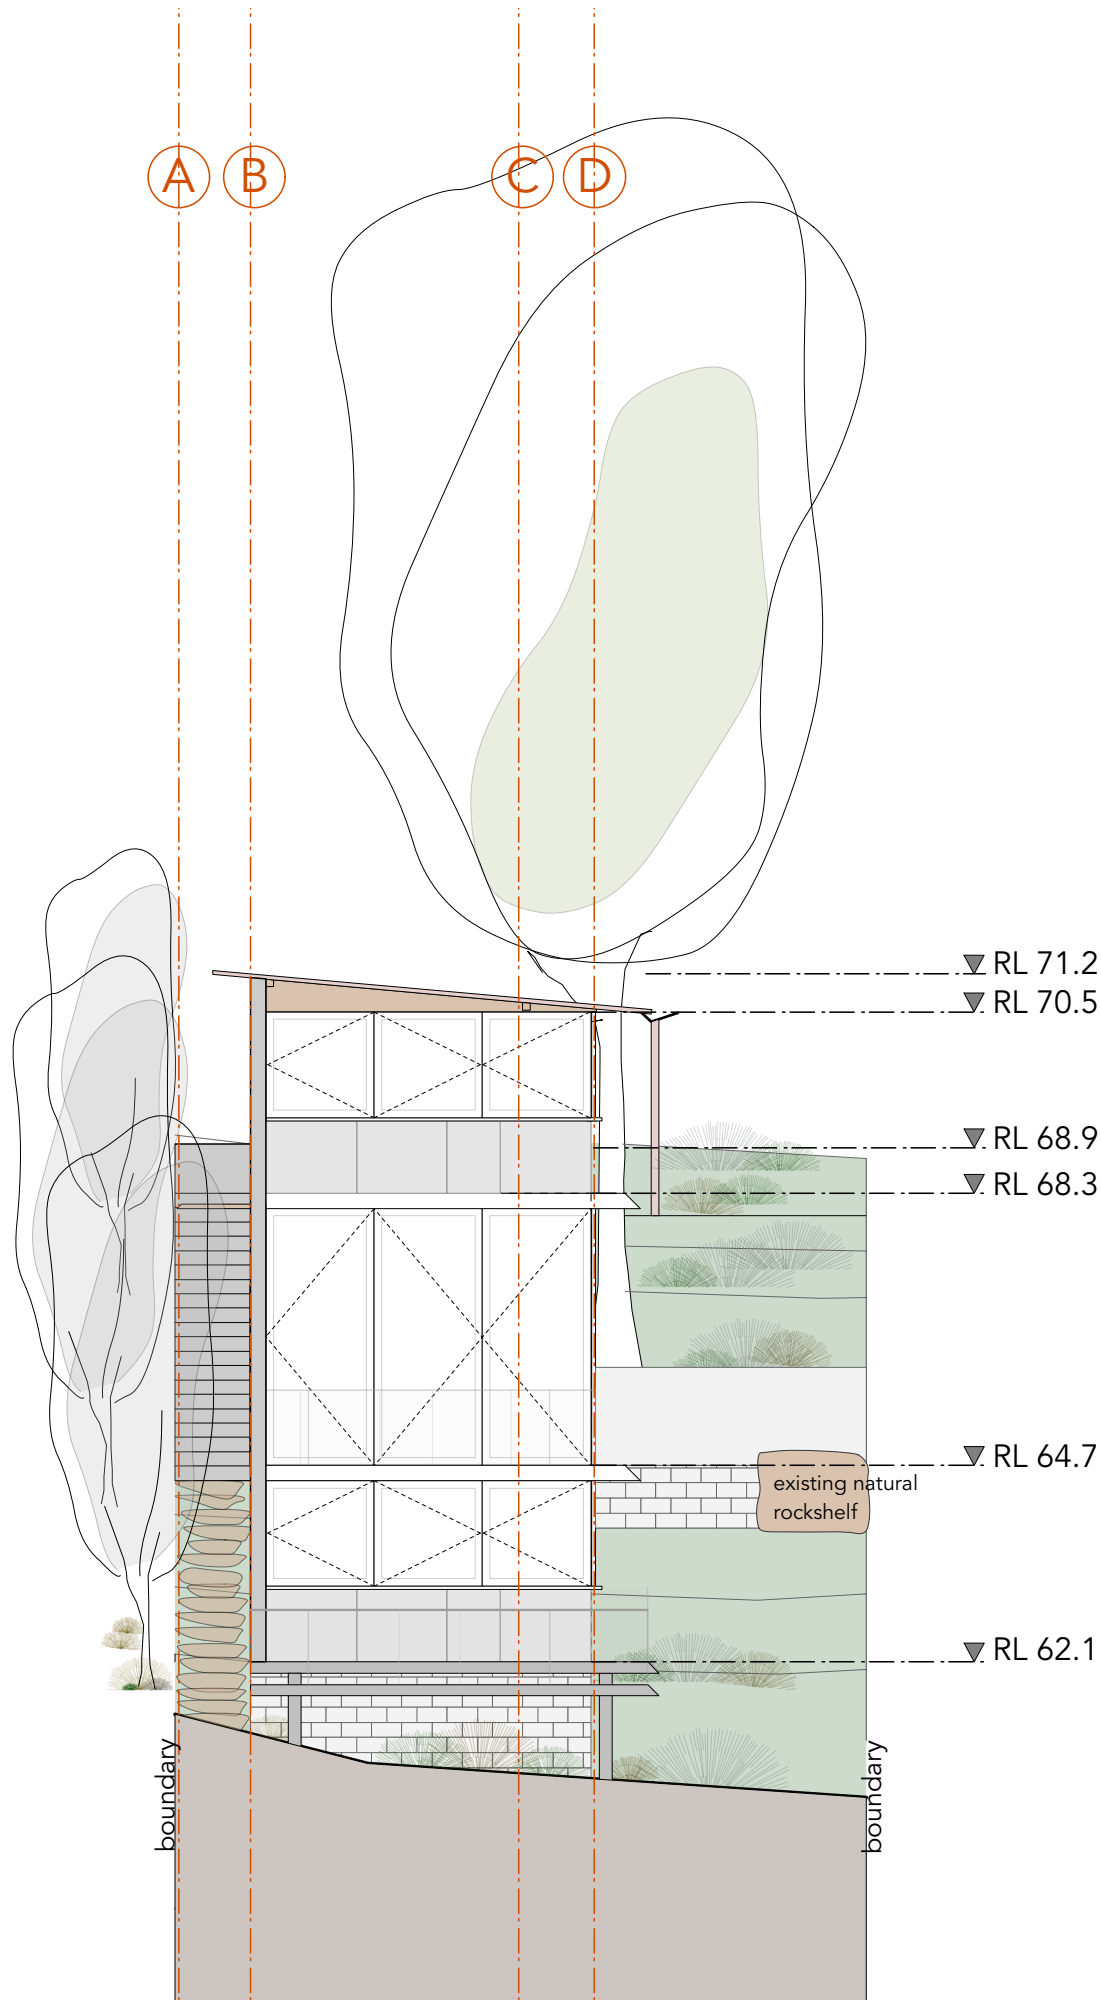 A B C D
RL 71.2
RL 70.5
RL 68.9
RL 68.3
RL 64.7
existing natural
rockshelf
RL 62.1
boundary
boundary